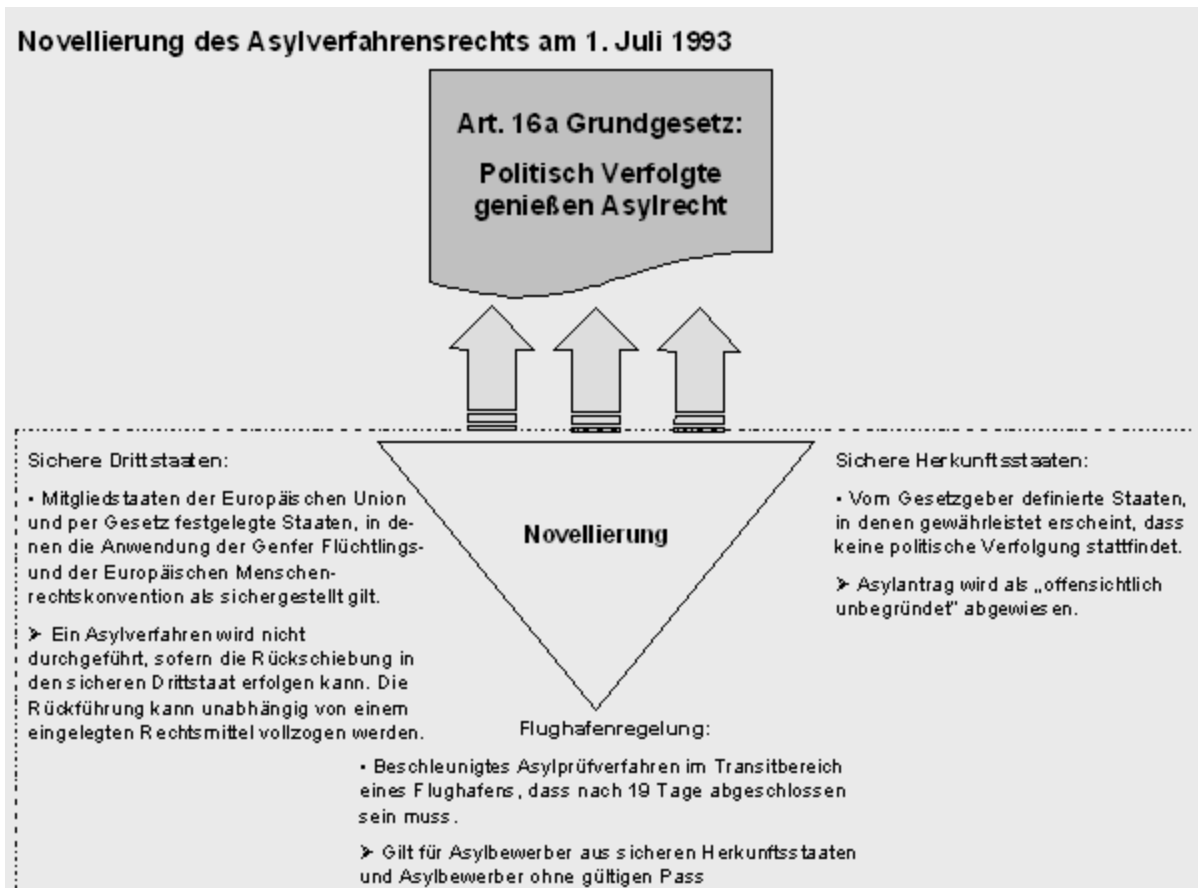 Novellierung des Asylverfahrensrechts am 1. Juli 1993
Art. 16a Grundgesetz:
Politisch Verfolgte
genießen Asylrecht
Sichere Drittstaaten:
• Mitgliedstaaten der Europäischen Union
und per Gesetz festgelegte Staaten, in de-
nen die Anwendung der Genfer Flüchtlings-
und der Europäischen Menschen-
rechtskonvention als sichergestellt gilt.
➢ Ein Asylverfahren wird nicht
durchgeführt, sofern die Rückschiebung in
den sicheren Drittstaat erfolgen kann. Die
Rückführung kann unabhängig von einem
eingelegten Rechtsmittel vollzogen werden.
Novellierung
Sichere Herkunftsstaaten:
• Vom Gesetzgeber definierte Staaten,
in denen gewährleistet erscheint, dass
keine politische Verfolgung stattfindet.
➢ Asylantrag wird als „offensichtlich
unbegründet" abgewiesen.
Flughafenregelung:
• Beschleunigtes Asylprüfverfahren im Transitbereich
eines Flughafens, dass nach 19 Tage abgeschlossen
sein muss.
➢ Gilt für Asylbewerber aus sicheren Herkunftsstaaten
und Asylbewerber ohne gültigen Pass